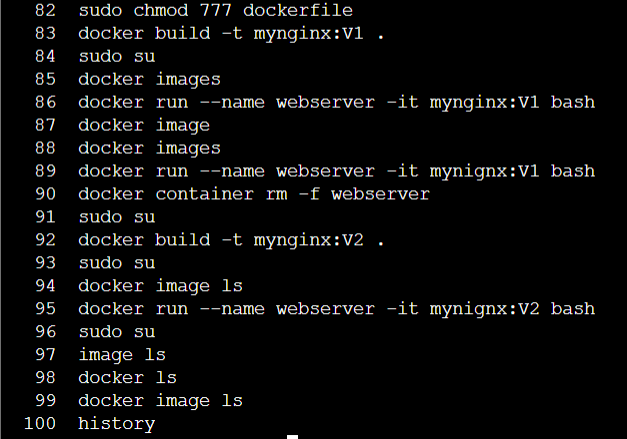 82 sudo chmod 777 dockerfile
83 docker build -t mynginx:V1 .
84 sudo su
85 docker images
86 docker run --name webserver -it mynginx:V1 bash
87 docker image
88 docker images
89 docker run --name webserver -it mynignx:V1 bash
90 docker container rm -f webserver
91 sudo su
92 docker build -t mynginx:V2 .
93 sudo su
94 docker image ls
95 docker run --name webserver -it mynignx:V2 bash
96 sudo su
97 image ls
98 docker ls
99 docker image ls
100 history